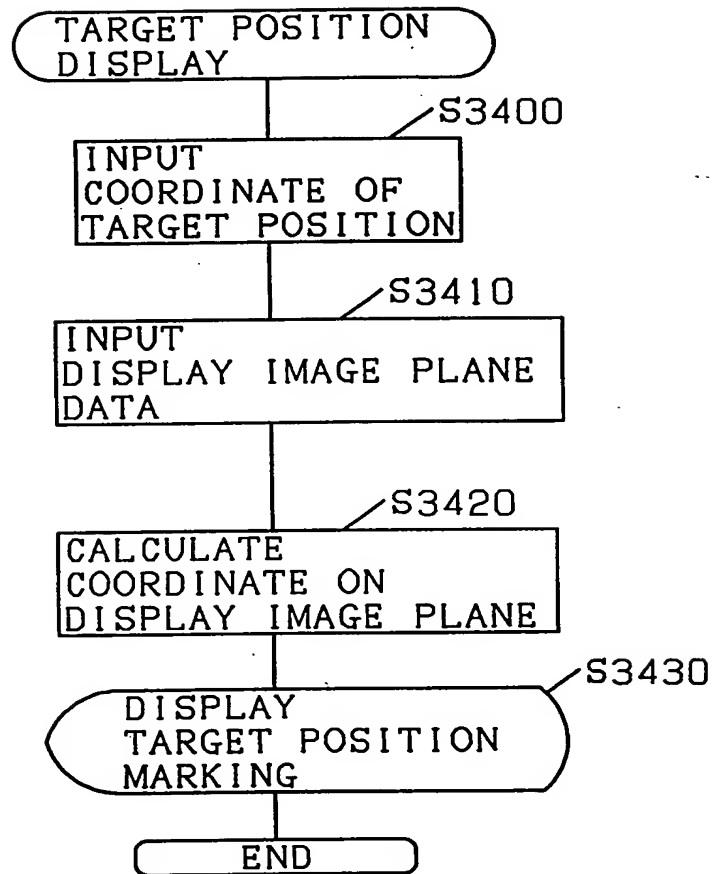 TARGET POSITION
DISPLAY
S3400
INPUT
COORDINATE OF
TARGET POSITION
S3410
INPUT
DISPLAY IMAGE PLANE
DATA
S3420
CALCULATE
COORDINATE ON
DISPLAY IMAGE PLANE
S3430
DISPLAY
TARGET POSITION
MARKING
END